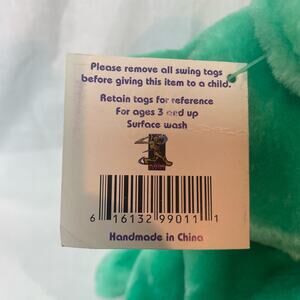 Please remove all swing tags
before giving this item to a child.
Retain tags for reference
For ages 3 and up
Surface wash
6 16132 99011 1
Handmade in China